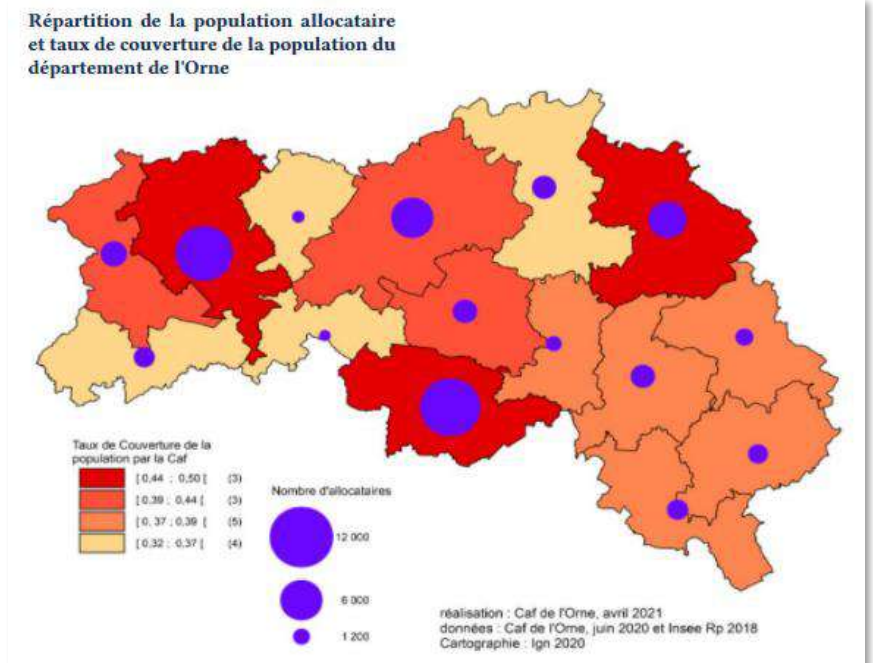 Répartition de la population allocataire
et taux de couverture de la population du
département de l'Orne
Taux de Couverture de la
population par la Caf
[ 0,44 ; 0,50 [ (3)
[ 0,39 ; 0,44 [ (3)
[ 0,37 ; 0,39 [ (5)
[ 0,32 ; 0,37 [ (4)
Nombre d'allocataires
12 000
6 000
1 200
réalisation : Caf de l'Orne, avril 2021
données : Caf de l'Orne, juin 2020 et Insee Rp 2018
Cartographie : Ign 2020